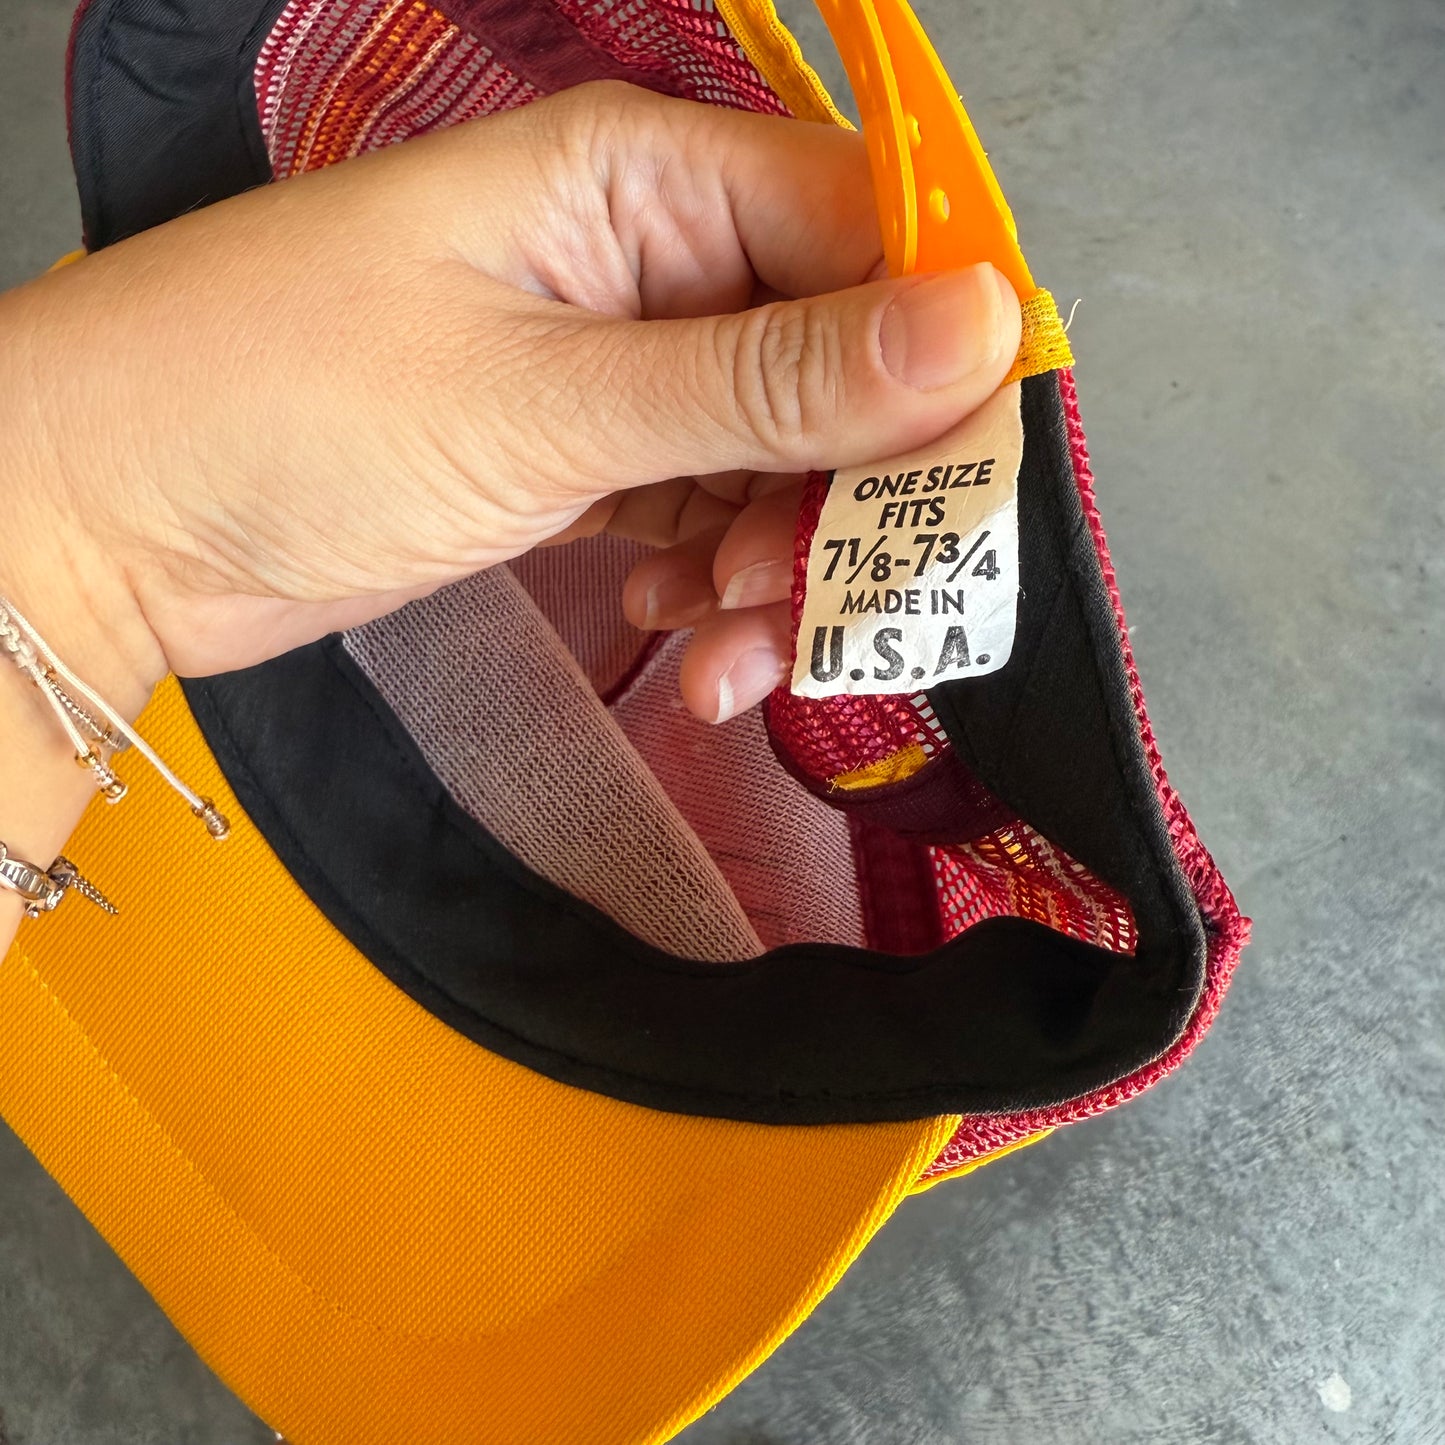 ONE SIZE
FITS
7⅛-7¾
MADE IN
U.S.A.